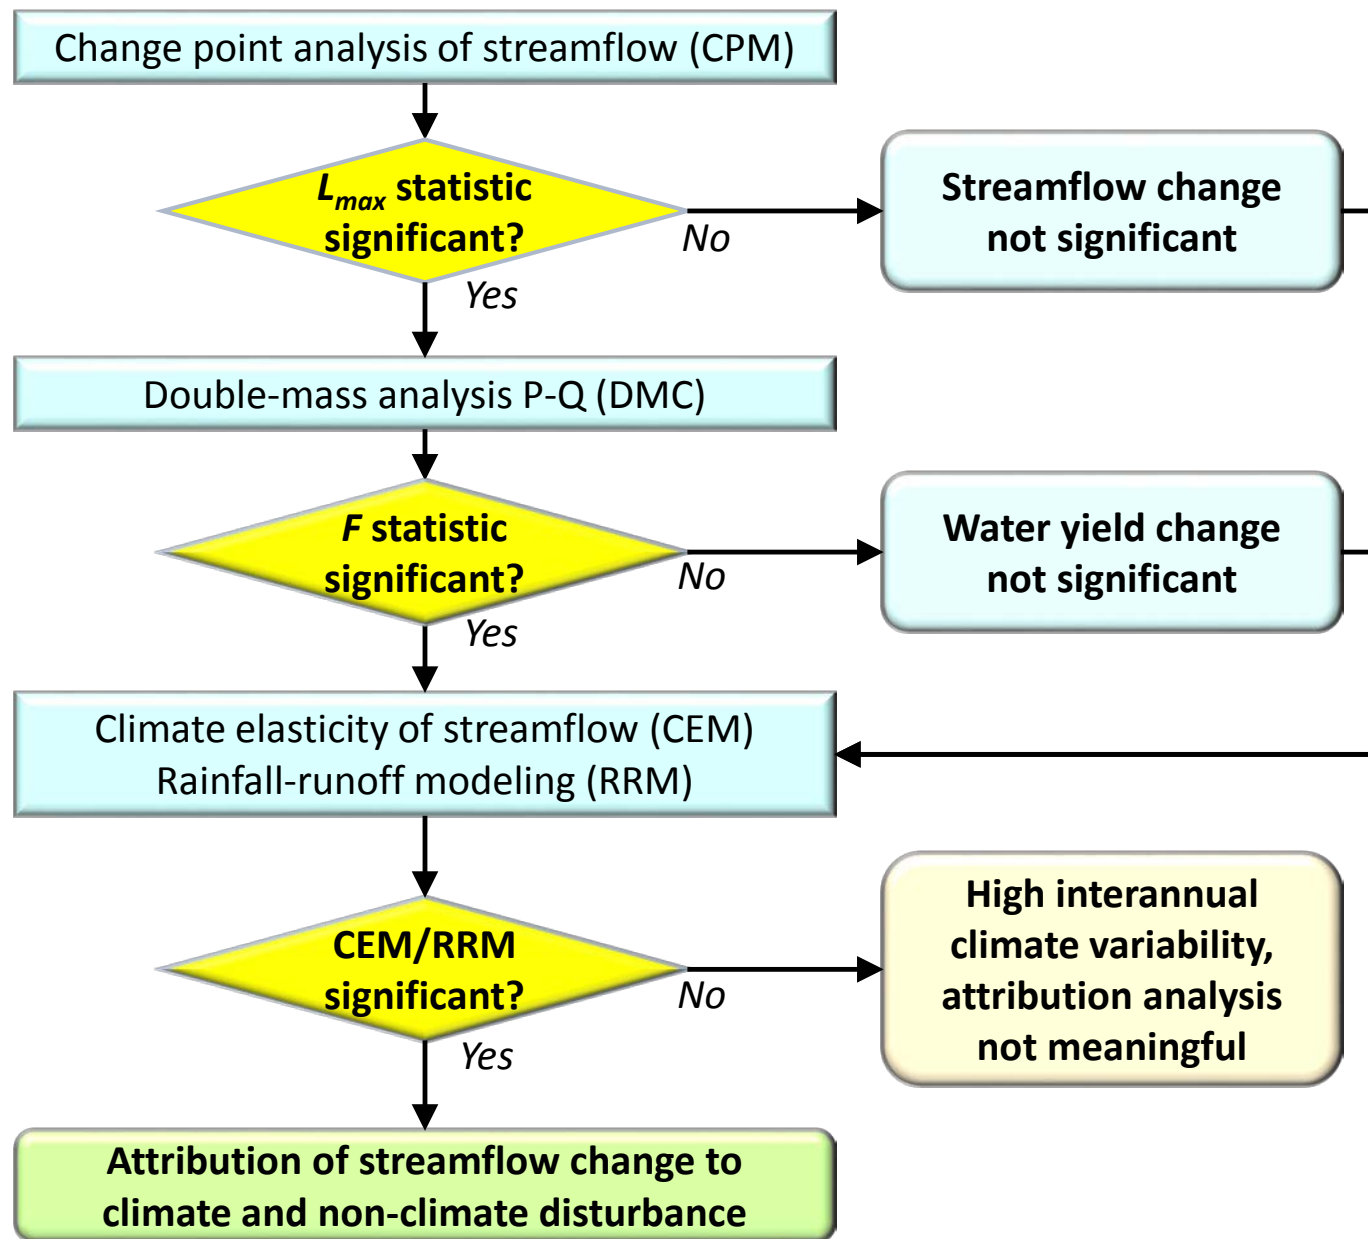 Change point analysis of streamflow (CPM)
L_max statistic
significant?
No
Streamflow change
not significant
Yes
Double-mass analysis P-Q (DMC)
F statistic
significant?
No
Water yield change
not significant
Yes
Climate elasticity of streamflow (CEM)
Rainfall-runoff modeling (RRM)
CEM/RRM
significant?
No
High interannual
climate variability,
attribution analysis
not meaningful
Yes
Attribution of streamflow change to
climate and non-climate disturbance